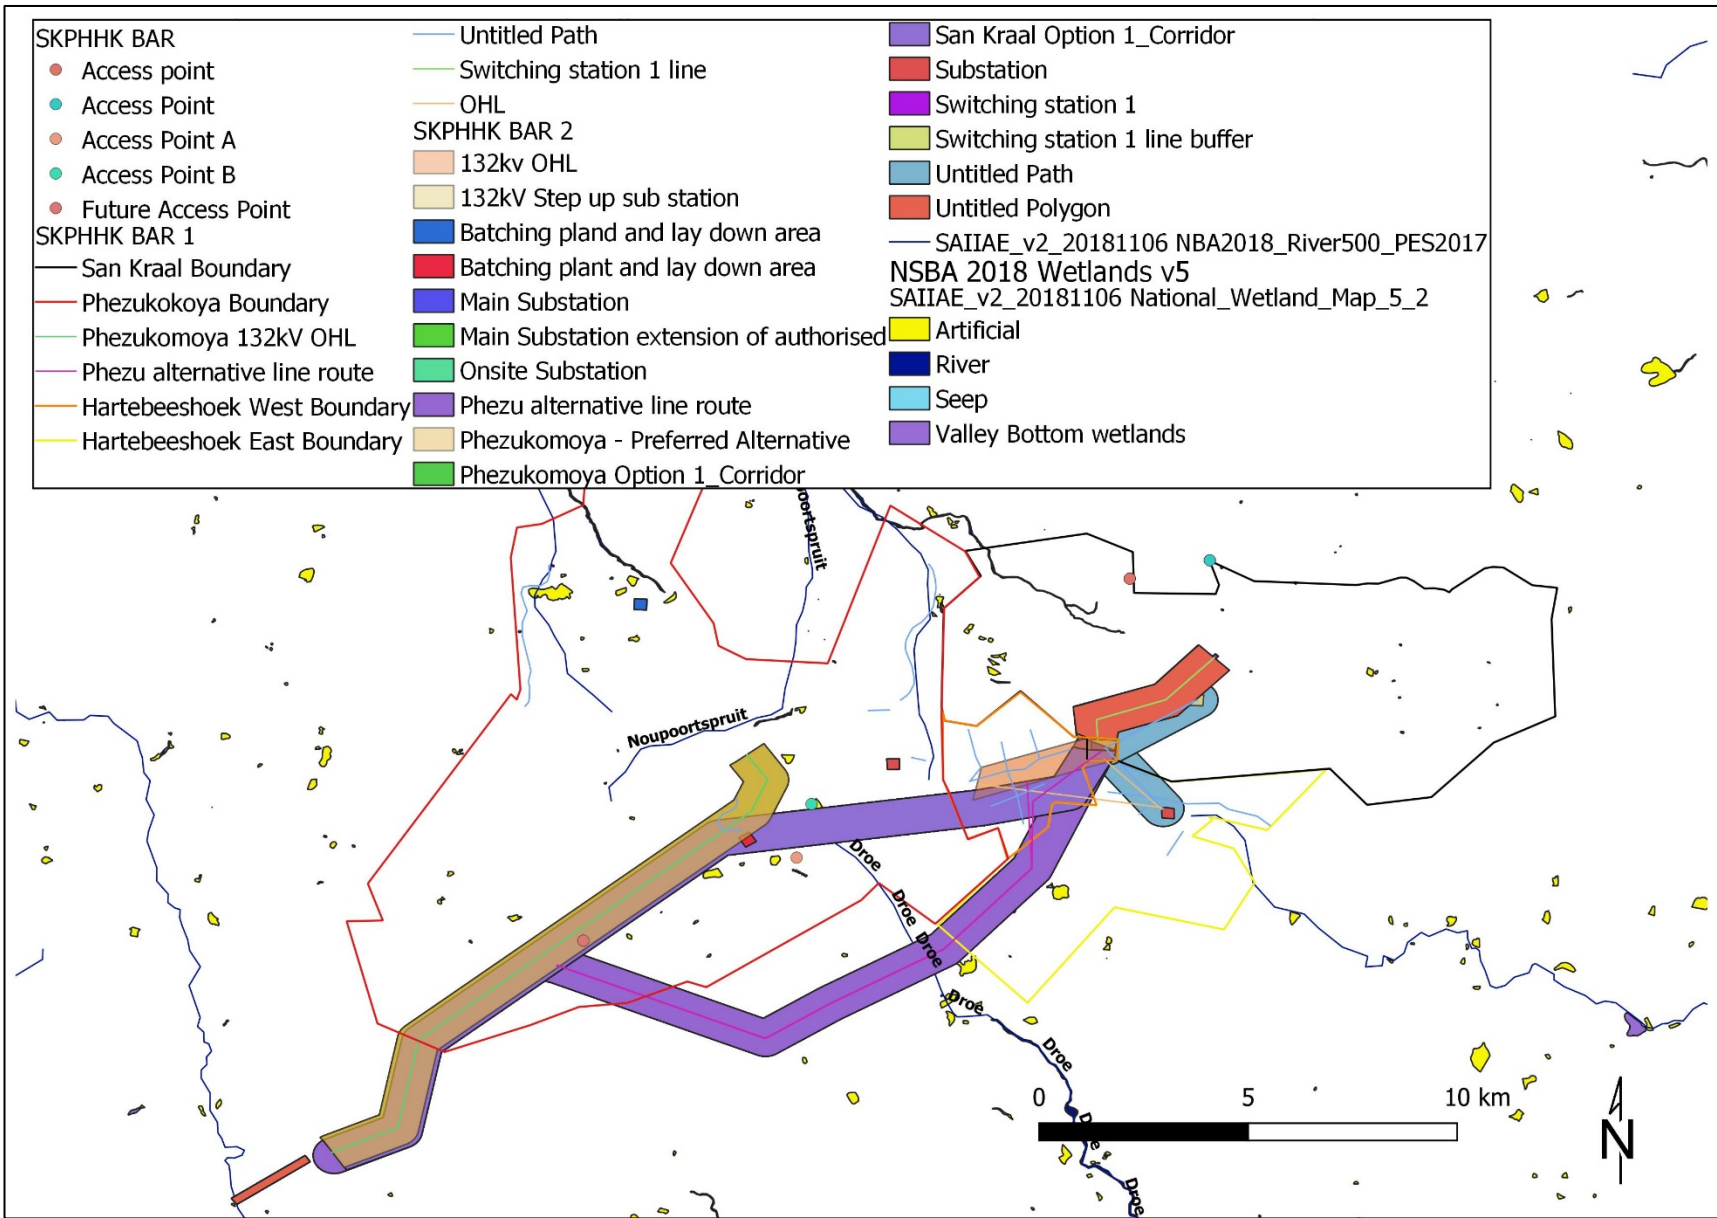 SKPHHK BAR
Access point
Access Point
Access Point A
Access Point B
Future Access Point
SKPHHK BAR 1
San Kraal Boundary
Phezukokoya Boundary
Phezukomoya 132kV OHL
Phezu alternative line route
Hartebeeshoek West Boundary
Hartebeeshoek East Boundary
Untitled Path
Switching station 1 line
OHL
SKPHHK BAR 2
132kv OHL
132kV Step up sub station
Batching pland and lay down area
Batching plant and lay down area
Main Substation
Main Substation extension of authorised
Onsite Substation
Phezu alternative line route
Phezukomoya - Preferred Alternative
Phezukomoya Option 1_Corridor
San Kraal Option 1_Corridor
Substation
Switching station 1
Switching station 1 line buffer
Untitled Path
Untitled Polygon
SAIIAE_v2_20181106 NBA2018_River500_PES2017
NSBA 2018 Wetlands v5
SAIIAE_v2_20181106 National_Wetland_Map_5_2
Artificial
River
Seep
Valley Bottom wetlands
oortspruit
Noupoortspruit
Droe
Droe
Droe
Droe
Droe
Droe
Droe
0 5 10 km
N